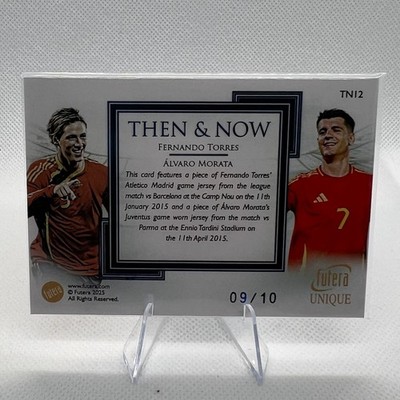 TN12
THEN & NOW
FERNANDO TORRES
ÁLVARO MORATA
This card features a piece of Fernando Torres'
Atletico Madrid game jersey from the league
match vs Barcelona at the Camp Nou on the 11th
January 2015 and a piece of Álvaro Morata's
Juventus game worn jersey from the match vs
Parma at the Ennio Tardini Stadium on
the 11th April 2015.
7
futera
www.futera.com
© Futera 2025
All Rights Reserved.
09/10
futera
UNIQUE